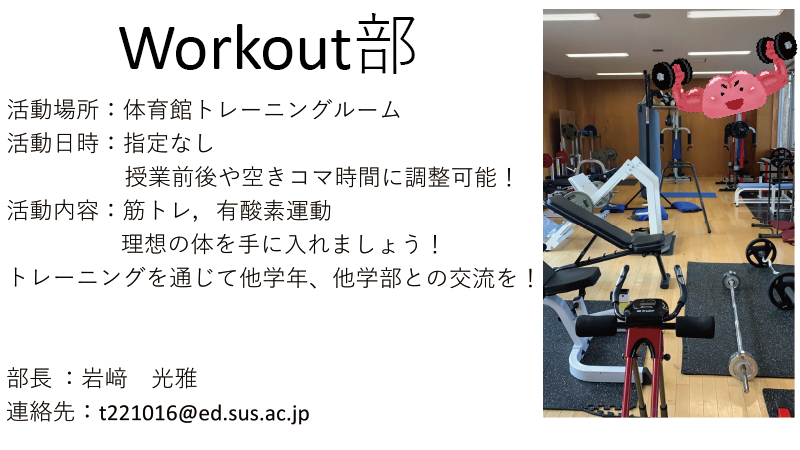 Workout部
活動場所：体育館トレーニングルーム
活動日時：指定なし
授業前後や空きコマ時間に調整可能！
活動内容：筋トレ，有酸素運動
理想の体を手に入れましょう！
トレーニングを通じて他学年、他学部との交流を！
部長 ：岩﨑　光雅
連絡先：t221016@ed.sus.ac.jp